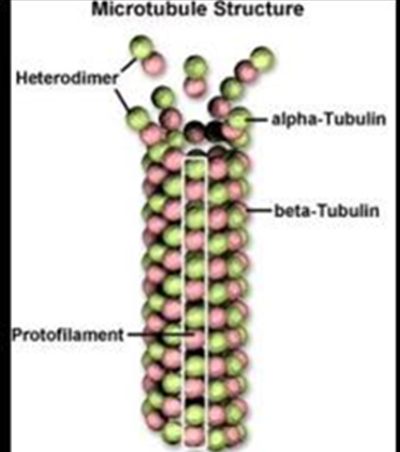 Microtubule Structure
Heterodimer
alpha-Tubulin
beta-Tubulin
Protofilament